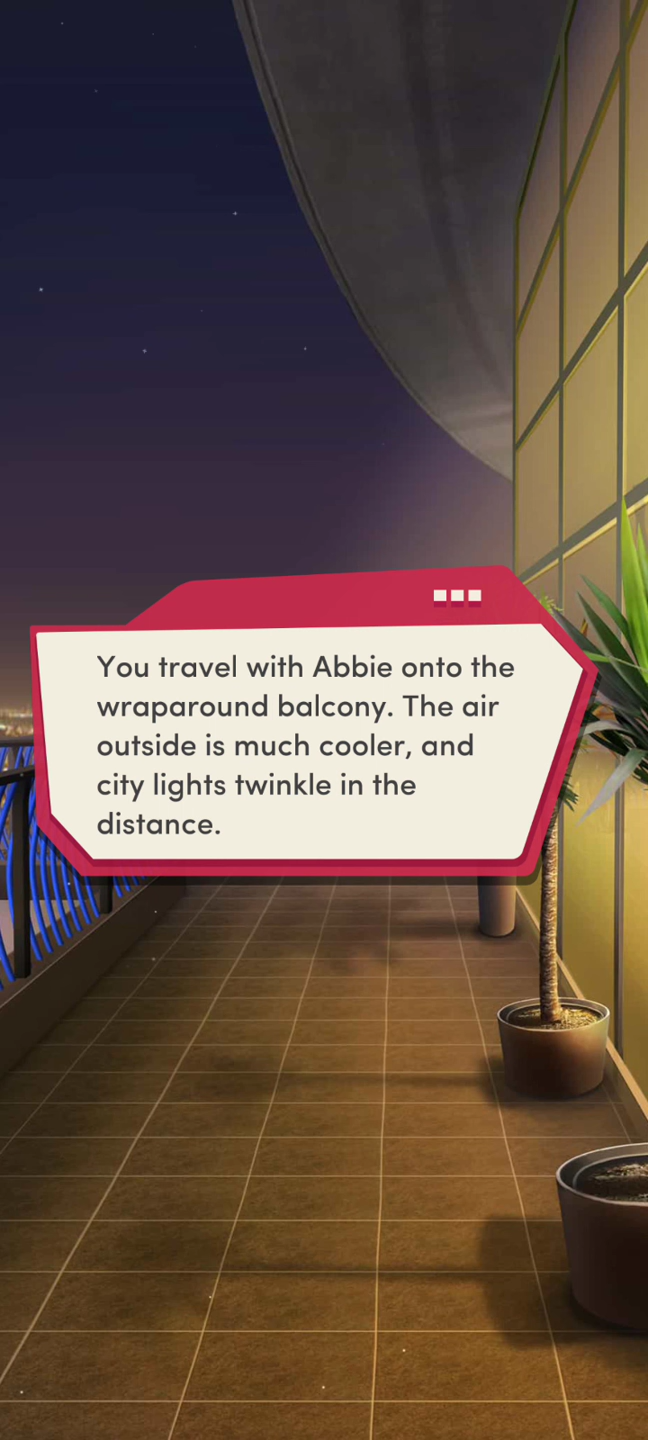 You travel with Abbie onto the
wraparound balcony. The air
outside is much cooler, and
city lights twinkle in the
distance.